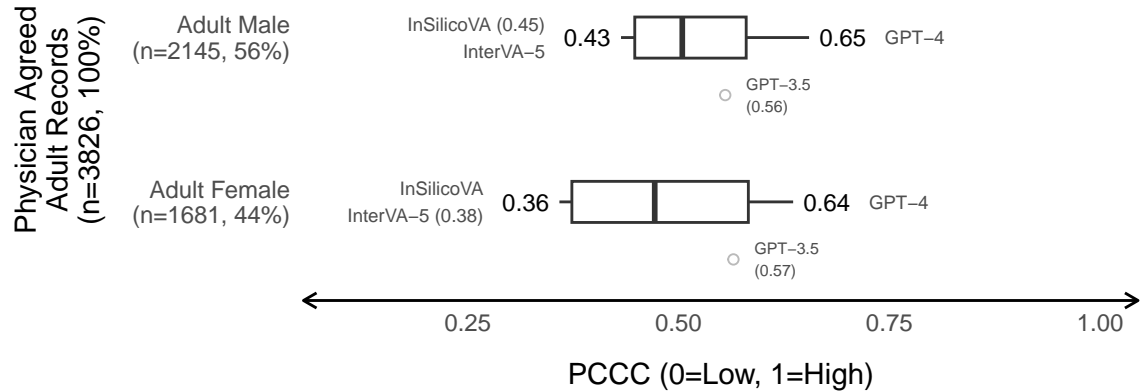 Physician Agreed
Adult Records
(n=3826, 100%)
Adult Male
(n=2145, 56%)
InSilicoVA (0.45)
InterVA−5
0.43
0.65
GPT−4
GPT−3.5
(0.56)
Adult Female
(n=1681, 44%)
InSilicoVA
InterVA−5 (0.38)
0.36
0.64
GPT−4
GPT−3.5
(0.57)
0.25
0.50
0.75
1.00
PCCC (0=Low, 1=High)